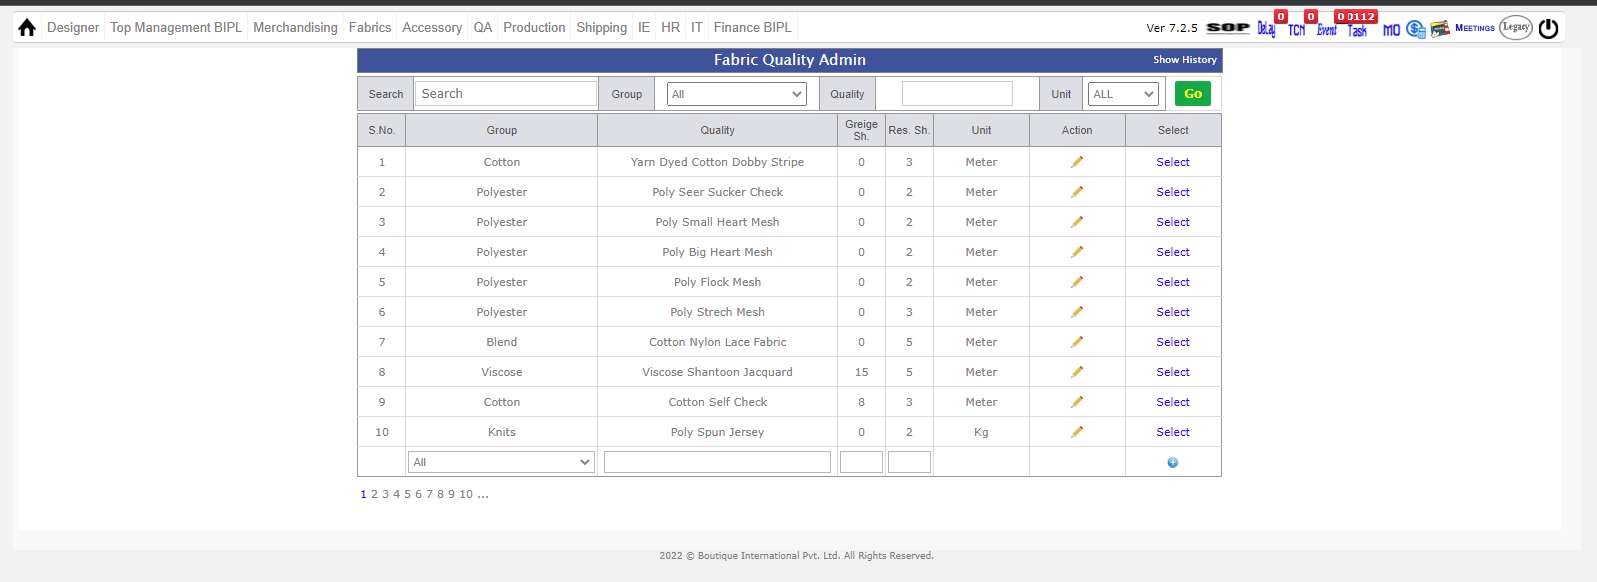 Designer Top Management BIPL Merchandising Fabrics Accessory QA Production Shipping IE HR IT Finance BIPL Ver 7.2.5 SOP Delay 0 TCN 0 Event 0 Task 0112 MO MEETINGS Legacy
Fabric Quality Admin Show History
Search Search Group All Quality Unit ALL Go
S.No. Group Quality Greige Sh. Res. Sh. Unit Action Select
1 Cotton Yarn Dyed Cotton Dobby Stripe 0 3 Meter Select
2 Polyester Poly Seer Sucker Check 0 2 Meter Select
3 Polyester Poly Small Heart Mesh 0 2 Meter Select
4 Polyester Poly Big Heart Mesh 0 2 Meter Select
5 Polyester Poly Flock Mesh 0 2 Meter Select
6 Polyester Poly Strech Mesh 0 3 Meter Select
7 Blend Cotton Nylon Lace Fabric 0 5 Meter Select
8 Viscose Viscose Shantoon Jacquard 15 5 Meter Select
9 Cotton Cotton Self Check 8 3 Meter Select
10 Knits Poly Spun Jersey 0 2 Kg Select
All
1 2 3 4 5 6 7 8 9 10 ...
2022 © Boutique International Pvt. Ltd. All Rights Reserved.